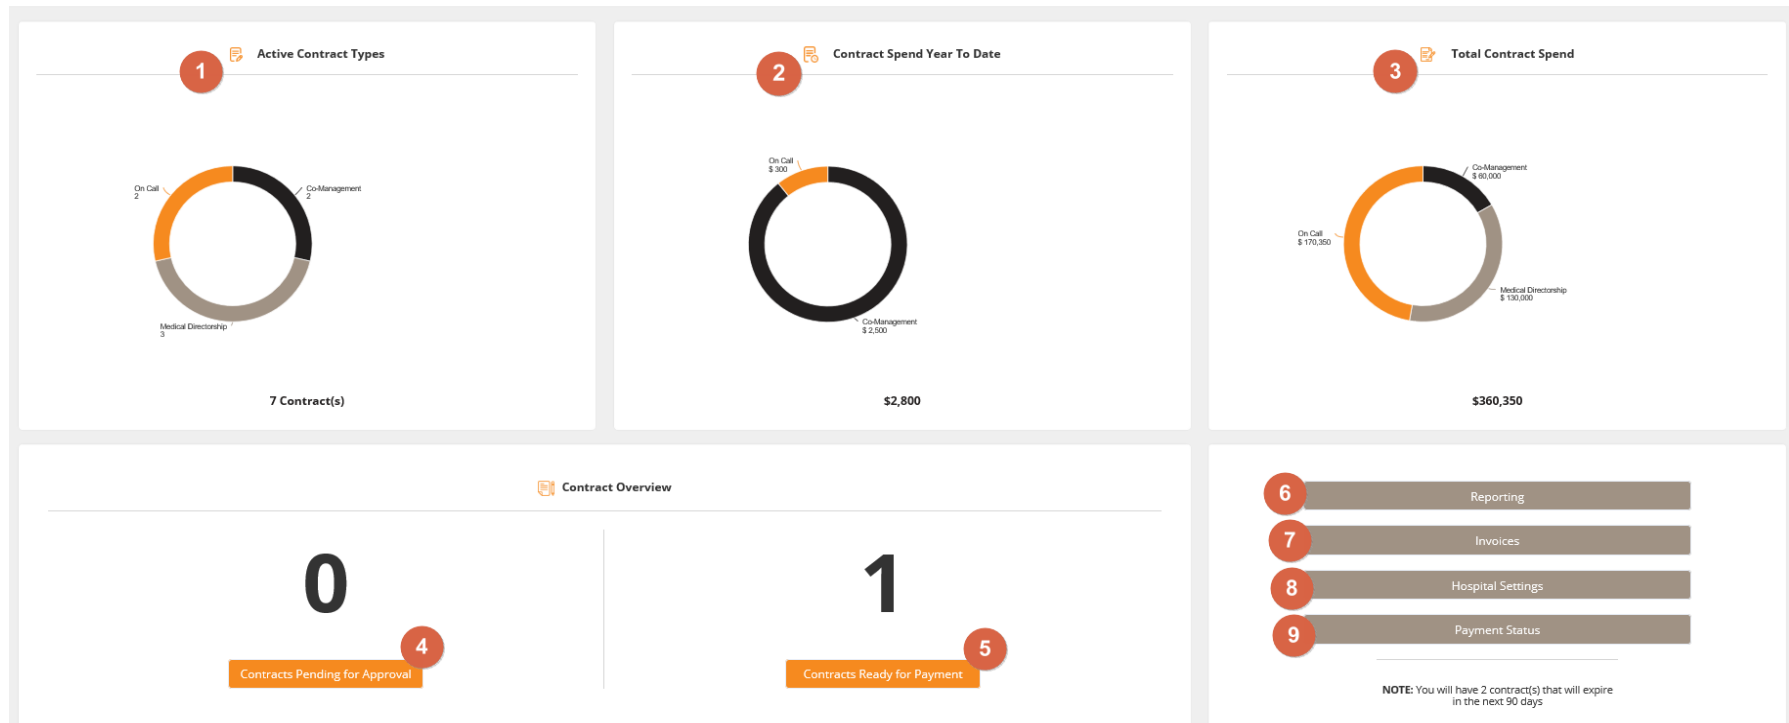 1
Active Contract Types
On Call
2
Co-Management
2
Medical Directorship
3
7 Contract(s)
2
Contract Spend Year To Date
On Call
$ 300
Co-Management
$ 2,500
$2,800
3
Total Contract Spend
Co-Management
$ 60,000
On Call
$ 170,350
Medical Directorship
$ 130,000
$360,350
Contract Overview
0
4
Contracts Pending for Approval
1
5
Contracts Ready for Payment
6
Reporting
7
Invoices
8
Hospital Settings
9
Payment Status
NOTE: You will have 2 contract(s) that will expire
in the next 90 days